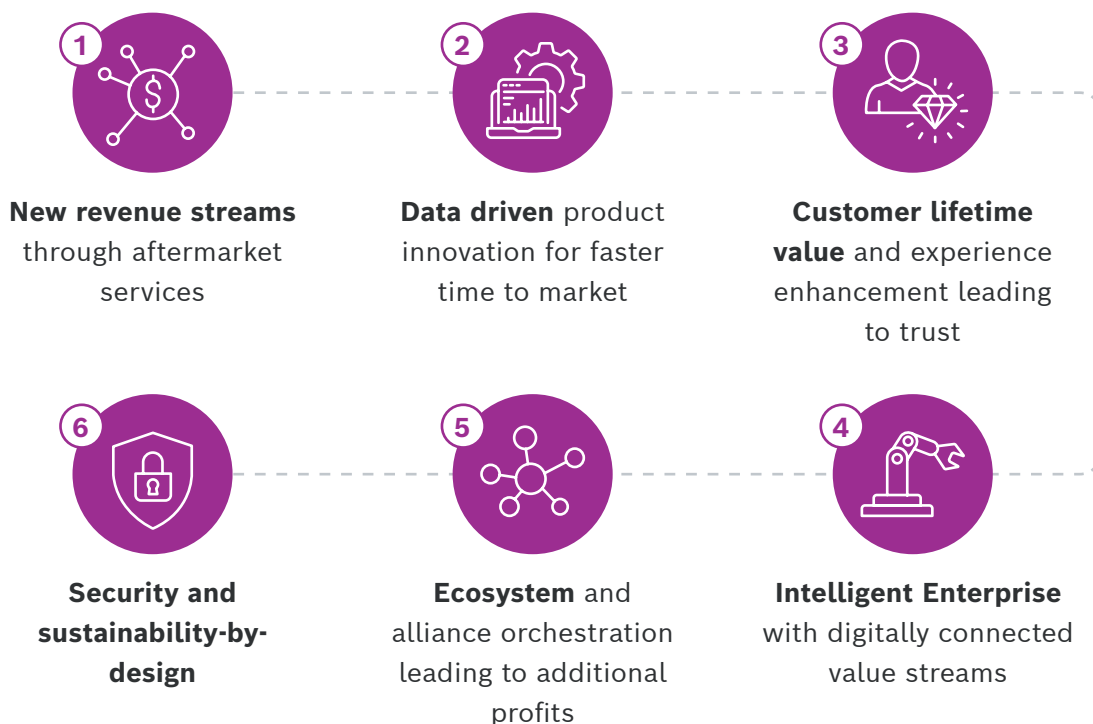 1
New revenue streams
through aftermarket
services
2
Data driven product
innovation for faster
time to market
3
Customer lifetime
value and experience
enhancement leading
to trust
4
Intelligent Enterprise
with digitally connected
value streams
5
Ecosystem and
alliance orchestration
leading to additional
profits
6
Security and
sustainability-by-
design
$